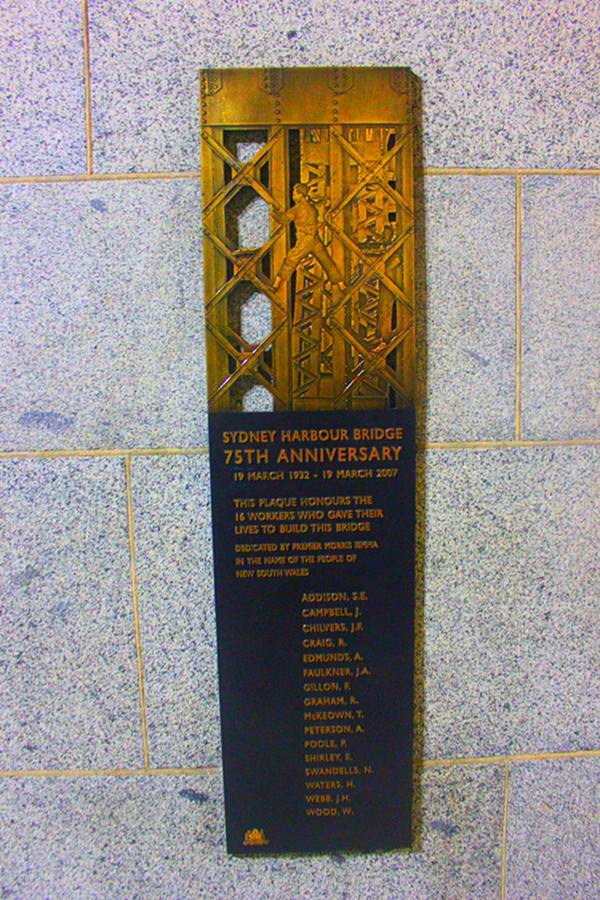 SYDNEY HARBOUR BRIDGE
75TH ANNIVERSARY
19 MARCH 1932 - 19 MARCH 2007
THIS PLAQUE HONOURS THE
16 WORKERS WHO GAVE THEIR
LIVES TO BUILD THIS BRIDGE
DEDICATED BY PREMIER MORRIS IEMMA
IN THE NAME OF THE PEOPLE OF
NEW SOUTH WALES
ADDISON, S.E.
CAMPBELL, J.
CHILVERS, J.F.
CRAIG, R.
EDMUNDS, A.
FAULKNER, J.A.
GILLON, F.
GRAHAM, R.
McKEOWN, T.
PETERSON, A.
POOLE, P.
SHIRLEY, E.
SWANDELLS, N.
WATERS, H.
WEBB, J.H.
WOOD, W.